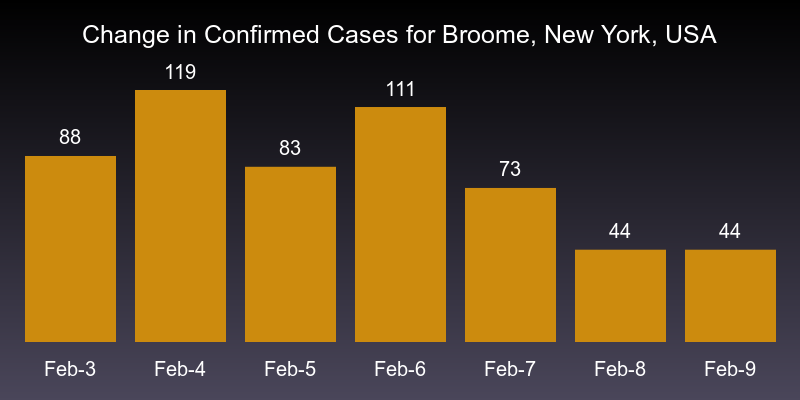 Change in Confirmed Cases for Broome, New York, USA
88
119
83
111
73
44
44
Feb-3
Feb-4
Feb-5
Feb-6
Feb-7
Feb-8
Feb-9